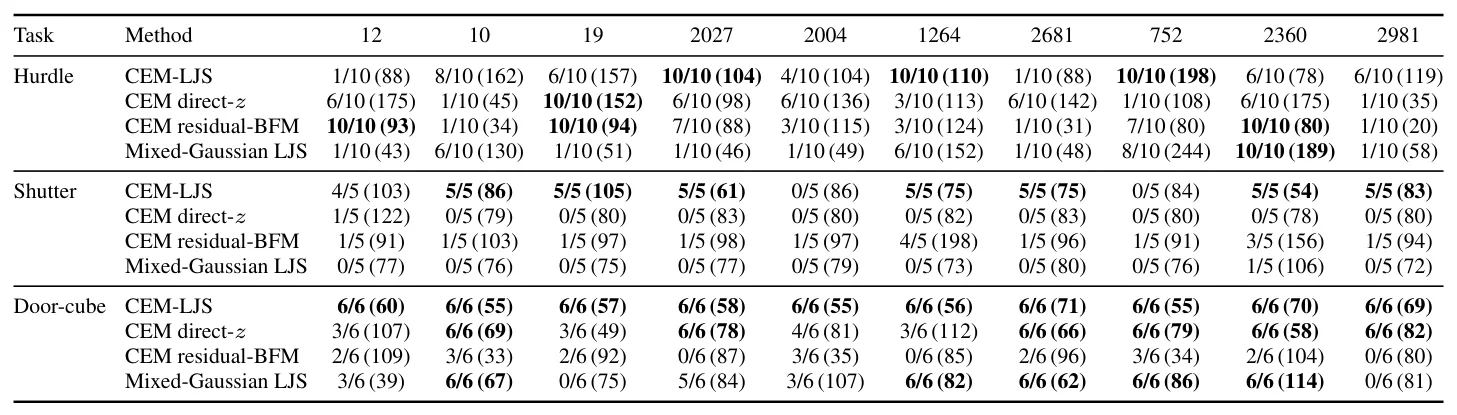 Task Method 12 10 19 2027 2004 1264 2681 752 2360 2981
Hurdle CEM-LJS 1/10 (88) 8/10 (162) 6/10 (157) 10/10 (104) 4/10 (104) 10/10 (110) 1/10 (88) 10/10 (198) 6/10 (78) 6/10 (119)
CEM direct-z 6/10 (175) 1/10 (45) 10/10 (152) 6/10 (98) 6/10 (136) 3/10 (113) 6/10 (142) 1/10 (108) 6/10 (175) 1/10 (35)
CEM residual-BFM 10/10 (93) 1/10 (34) 10/10 (94) 7/10 (88) 3/10 (115) 3/10 (124) 1/10 (31) 7/10 (80) 10/10 (80) 1/10 (20)
Mixed-Gaussian LJS 1/10 (43) 6/10 (130) 1/10 (51) 1/10 (46) 1/10 (49) 6/10 (152) 1/10 (48) 8/10 (244) 10/10 (189) 1/10 (58)
Shutter CEM-LJS 4/5 (103) 5/5 (86) 5/5 (105) 5/5 (61) 0/5 (86) 5/5 (75) 5/5 (75) 0/5 (84) 5/5 (54) 5/5 (83)
CEM direct-z 1/5 (122) 0/5 (79) 0/5 (80) 0/5 (83) 0/5 (80) 0/5 (82) 0/5 (83) 0/5 (80) 0/5 (78) 0/5 (80)
CEM residual-BFM 1/5 (91) 1/5 (103) 1/5 (97) 1/5 (98) 1/5 (97) 4/5 (198) 1/5 (96) 1/5 (91) 3/5 (156) 1/5 (94)
Mixed-Gaussian LJS 0/5 (77) 0/5 (76) 0/5 (75) 0/5 (77) 0/5 (79) 0/5 (73) 0/5 (80) 0/5 (76) 1/5 (106) 0/5 (72)
Door-cube CEM-LJS 6/6 (60) 6/6 (55) 6/6 (57) 6/6 (58) 6/6 (55) 6/6 (56) 6/6 (71) 6/6 (55) 6/6 (70) 6/6 (69)
CEM direct-z 3/6 (107) 6/6 (69) 3/6 (49) 6/6 (78) 4/6 (81) 3/6 (112) 6/6 (66) 6/6 (79) 6/6 (58) 6/6 (82)
CEM residual-BFM 2/6 (109) 3/6 (33) 2/6 (92) 0/6 (87) 3/6 (35) 0/6 (85) 2/6 (96) 3/6 (34) 2/6 (104) 0/6 (80)
Mixed-Gaussian LJS 3/6 (39) 6/6 (67) 0/6 (75) 5/6 (84) 3/6 (107) 6/6 (82) 6/6 (62) 6/6 (86) 6/6 (114) 0/6 (81)